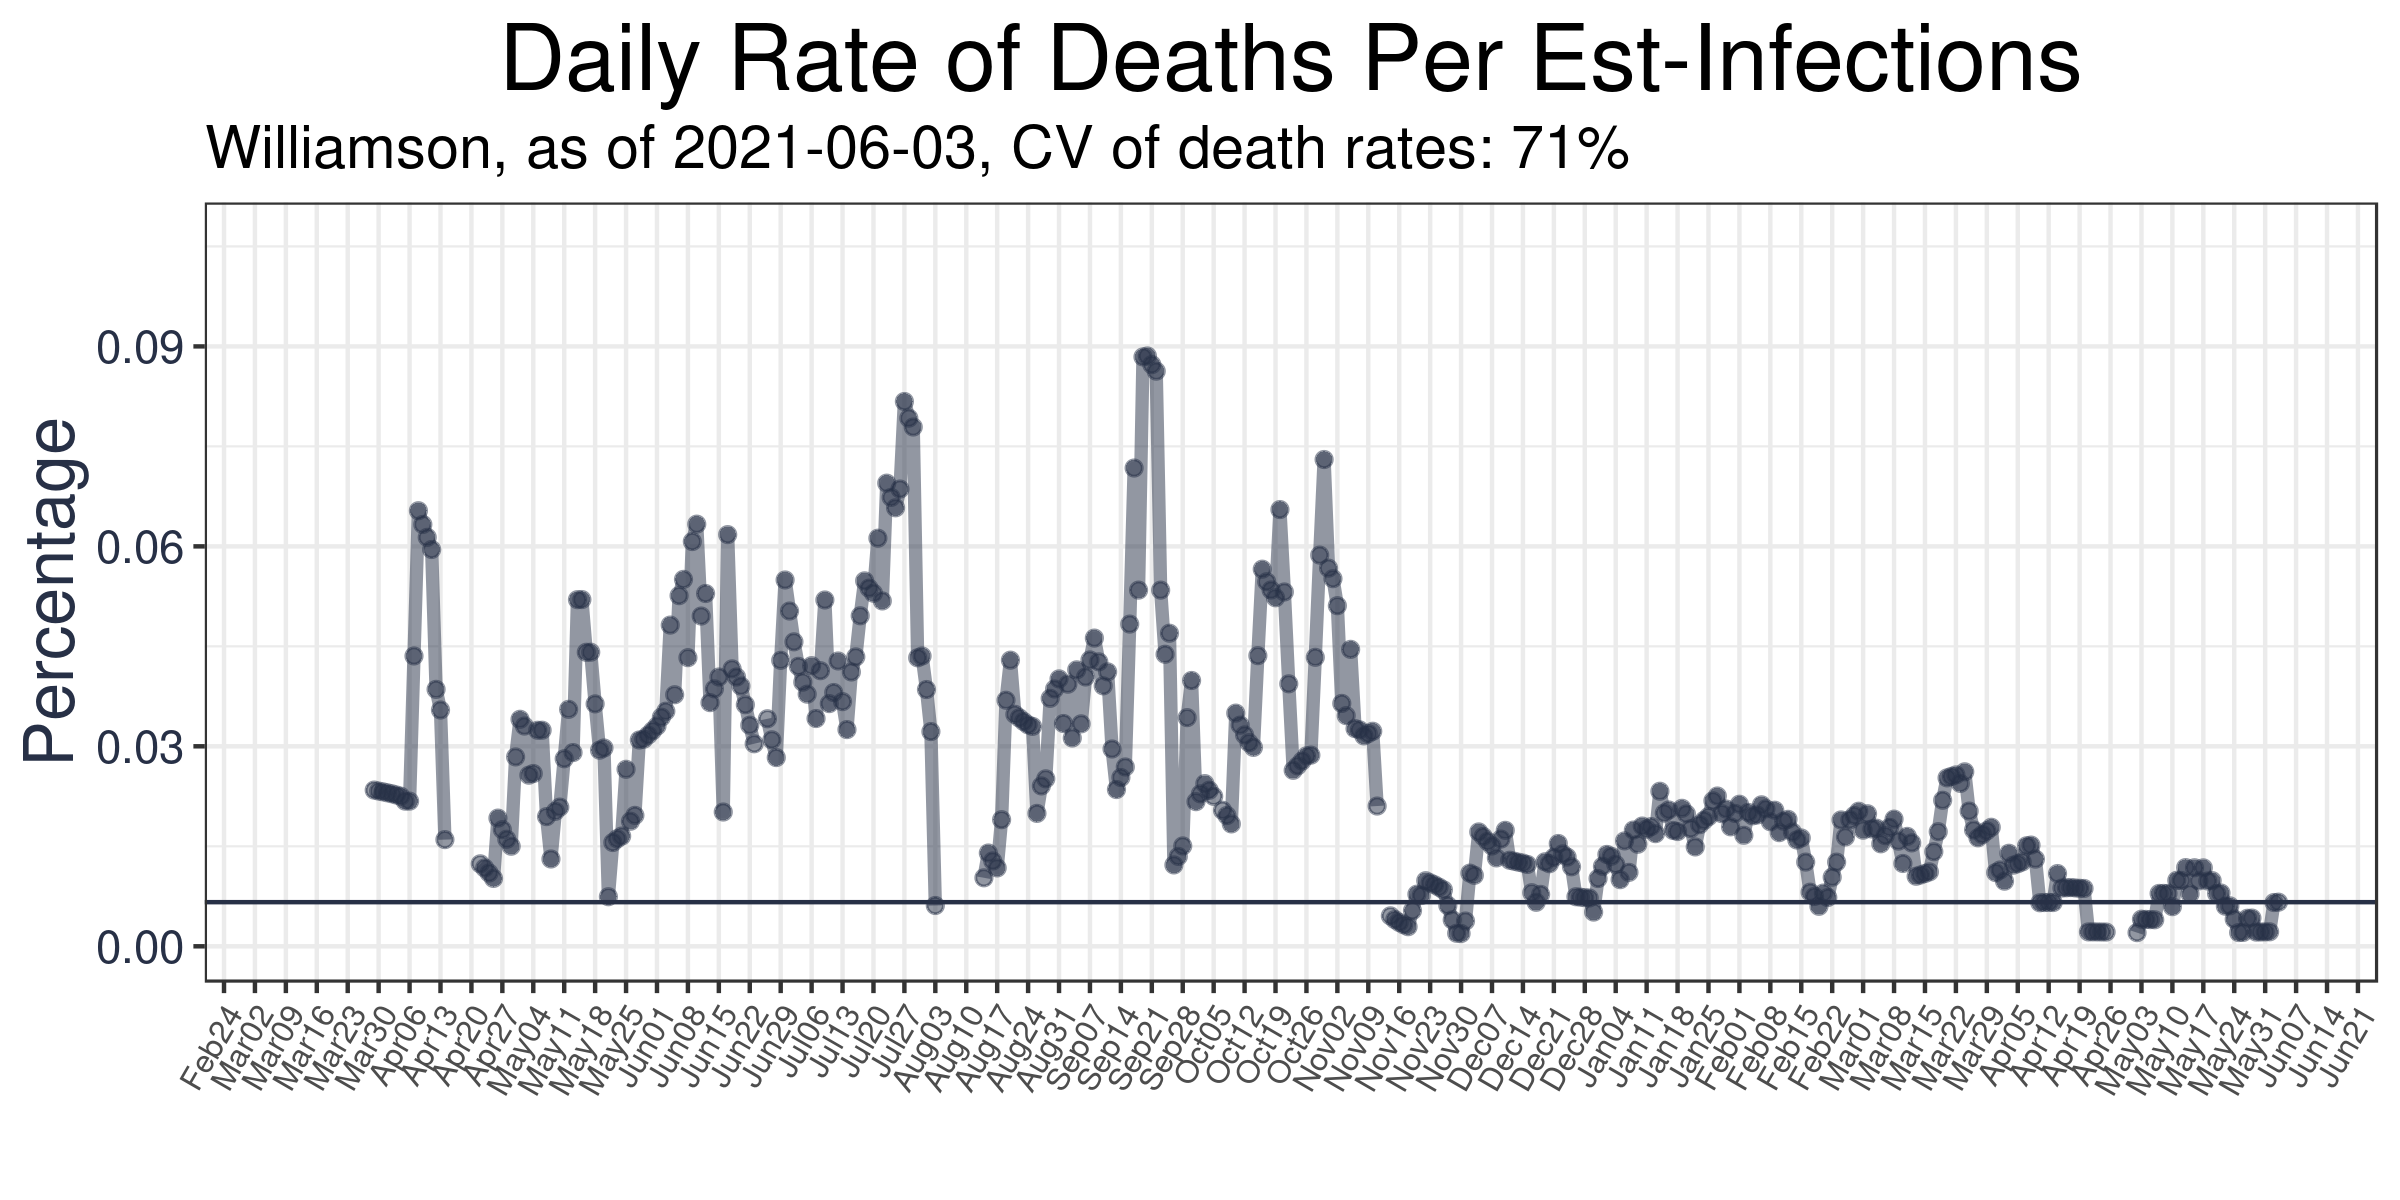 Daily Rate of Deaths Per Est-Infections
Williamson, as of 2021-06-03, CV of death rates: 71%
Percentage
0.09
0.06
0.03
0.00
Feb24
Mar02
Mar09
Mar16
Mar23
Mar30
Apr06
Apr13
Apr20
Apr27
May04
May11
May18
May25
Jun01
Jun08
Jun15
Jun22
Jun29
Jul06
Jul13
Jul20
Jul27
Aug03
Aug10
Aug17
Aug24
Aug31
Sep07
Sep14
Sep21
Sep28
Oct05
Oct12
Oct19
Oct26
Nov02
Nov09
Nov16
Nov23
Nov30
Dec07
Dec14
Dec21
Dec28
Jan04
Jan11
Jan18
Jan25
Feb01
Feb08
Feb15
Feb22
Mar01
Mar08
Mar15
Mar22
Mar29
Apr05
Apr12
Apr19
Apr26
May03
May10
May17
May24
May31
Jun07
Jun14
Jun21